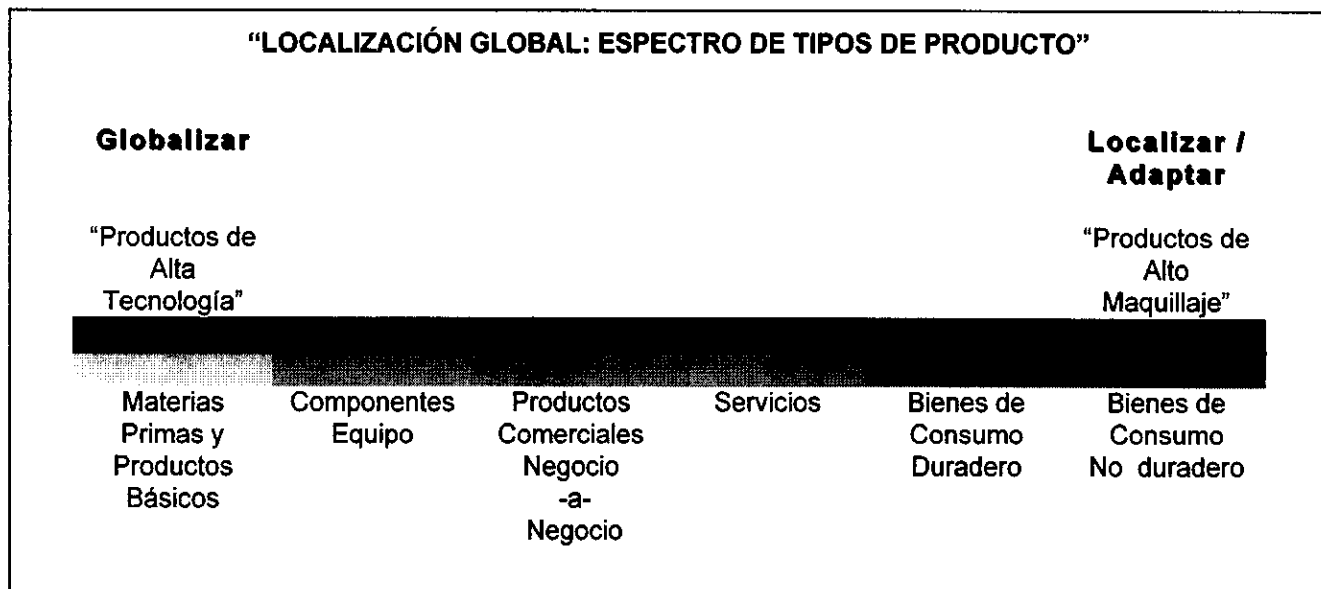 “LOCALIZACIÓN GLOBAL: ESPECTRO DE TIPOS DE PRODUCTO”
Globalizar
Localizar /
Adaptar
“Productos de
Alta
Tecnología”
“Productos de
Alto
Maquillaje”
Materias
Primas y
Productos
Básicos
Componentes
Equipo
Productos
Comerciales
Negocio
-a-
Negocio
Servicios
Bienes de
Consumo
Duradero
Bienes de
Consumo
No duradero